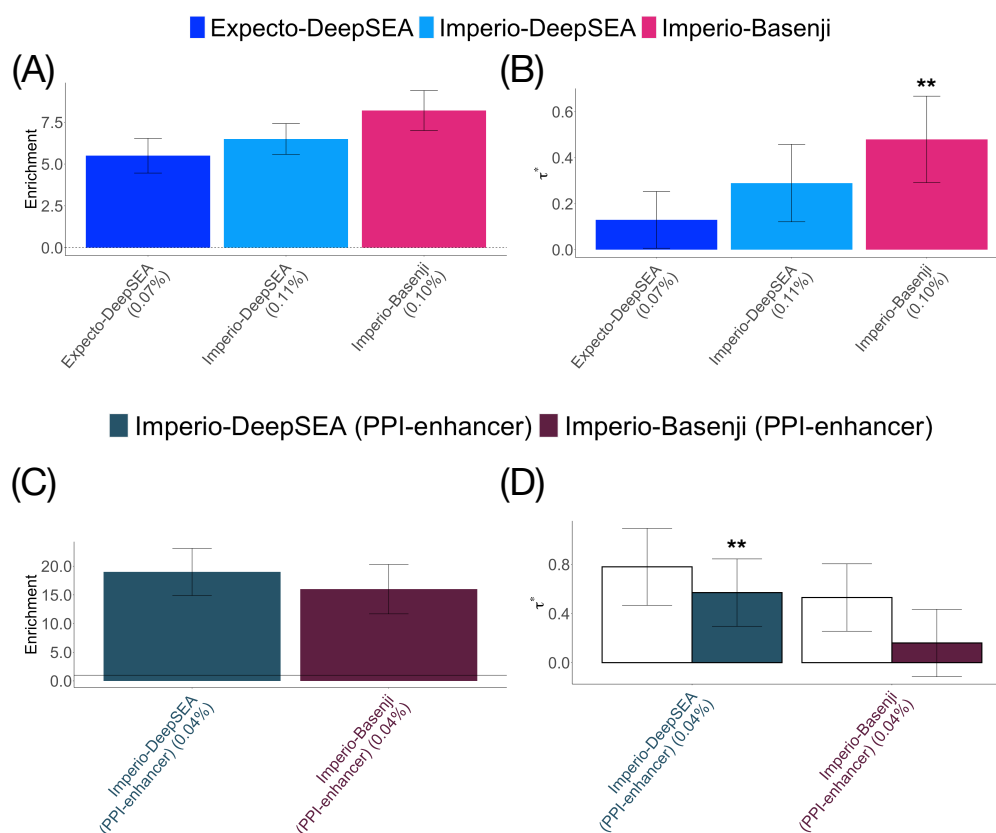 Expecto-DeepSEA Imperio-DeepSEA Imperio-Basenji
(A)
Enrichment
7.5
5.0
2.5
0.0
Expecto-DeepSEA
(0.07%)
Imperio-DeepSEA
(0.11%)
Imperio-Basenji
(0.10%)
(B)
τ*
0.6
0.4
0.2
0.0
**
Expecto-DeepSEA
(0.07%)
Imperio-DeepSEA
(0.11%)
Imperio-Basenji
(0.10%)
Imperio-DeepSEA (PPI-enhancer) Imperio-Basenji (PPI-enhancer)
(C)
Enrichment
20.0
15.0
10.0
5.0
0.0
Imperio-DeepSEA
(PPI-enhancer) (0.04%)
Imperio-Basenji
(PPI-enhancer) (0.04%)
(D)
τ*
0.8
0.4
0.0
**
Imperio-DeepSEA
(PPI-enhancer) (0.04%)
Imperio-Basenji
(PPI-enhancer) (0.04%)